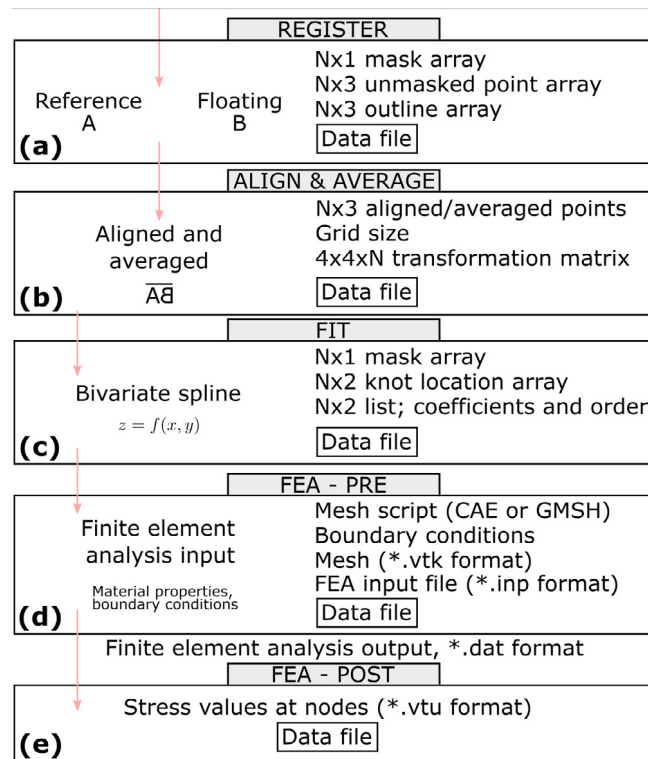 REGISTER
Reference
A
Floating
B
Nx1 mask array
Nx3 unmasked point array
Nx3 outline array
Data file
(a)
ALIGN & AVERAGE
Aligned and
averaged
AB
Nx3 aligned/averaged points
Grid size
4x4xN transformation matrix
Data file
(b)
FIT
Bivariate spline
z = f(x, y)
Nx1 mask array
Nx2 knot location array
Nx2 list; coefficients and order
Data file
(c)
FEA - PRE
Finite element
analysis input
Material properties,
boundary conditions
Mesh script (CAE or GMSH)
Boundary conditions
Mesh (*.vtk format)
FEA input file (*.inp format)
Data file
(d)
Finite element analysis output, *.dat format
FEA - POST
Stress values at nodes (*.vtu format)
Data file
(e)